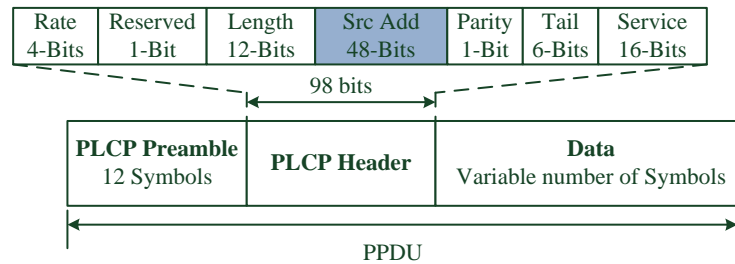 Rate Reserved Length Src Add Parity Tail Service
4-Bits 1-Bit 12-Bits 48-Bits 1-Bit 6-Bits 16-Bits
98 bits
PLCP Preamble PLCP Header Data
12 Symbols Variable number of Symbols
PPDU